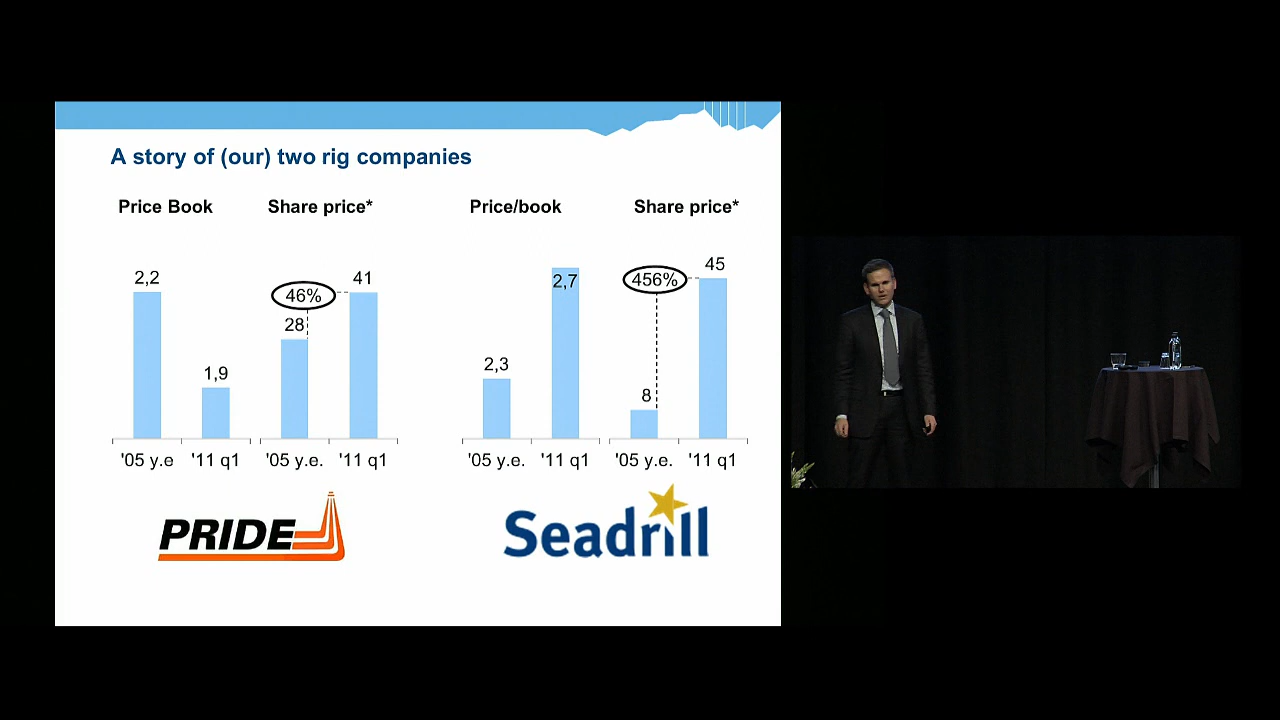 A story of (our) two rig companies
Price Book
Share price*
Price/book
Share price*
2,2
1,9
46%
28
41
2,3
2,7
456%
8
45
'05 y.e
'11 q1
'05 y.e.
'11 q1
'05 y.e.
'11 q1
'05 y.e.
'11 q1
PRIDE
Seadrill